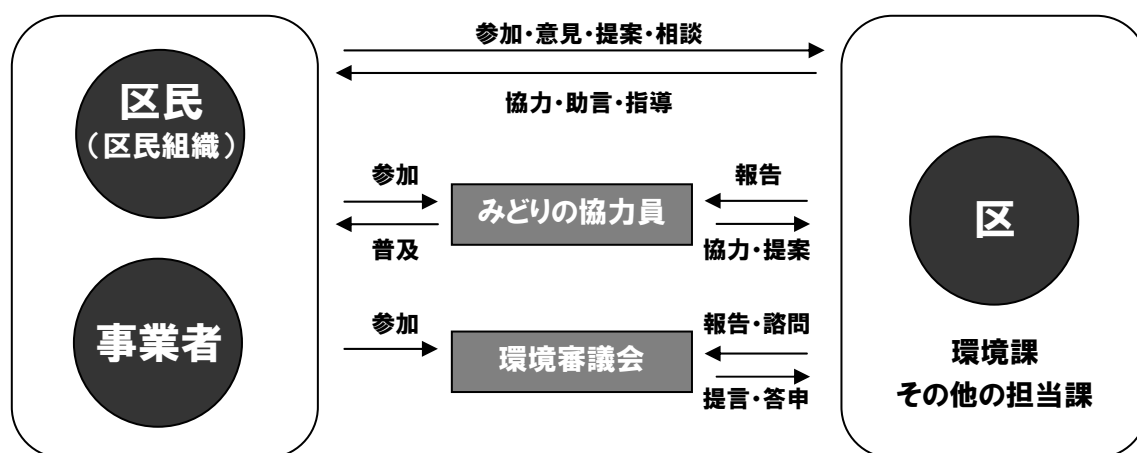 参加・意見・提案・相談
協力・助言・指導
区民
(区民組織)
事業者
参加
普及
みどりの協力員
報告
協力・提案
参加
環境審議会
報告・諮問
提言・答申
区
環境課
その他の担当課